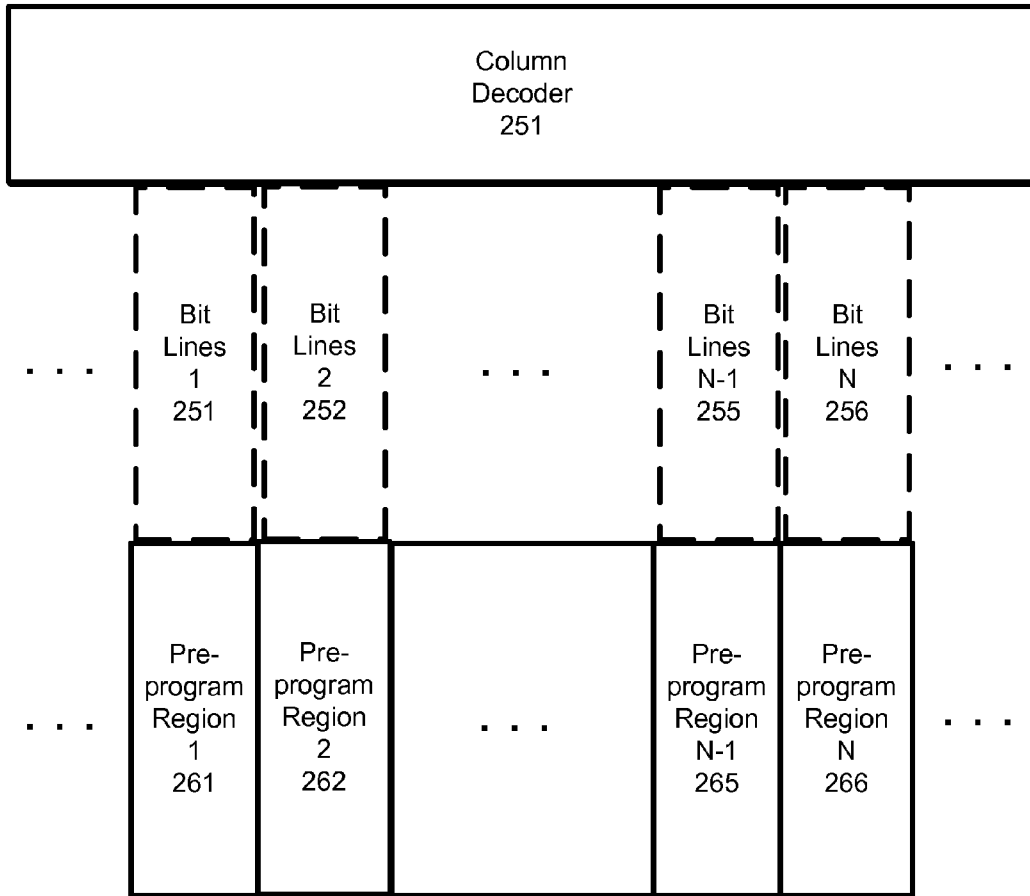 Column
Decoder
251
Bit
Lines
1
251
Bit
Lines
2
252
Bit
Lines
N-1
255
Bit
Lines
N
256
. . .
. . .
. . .
Pre-
program
Region
1
261
Pre-
program
Region
2
262
Pre-
program
Region
N-1
265
Pre-
program
Region
N
266
. . .
. . .
. . .